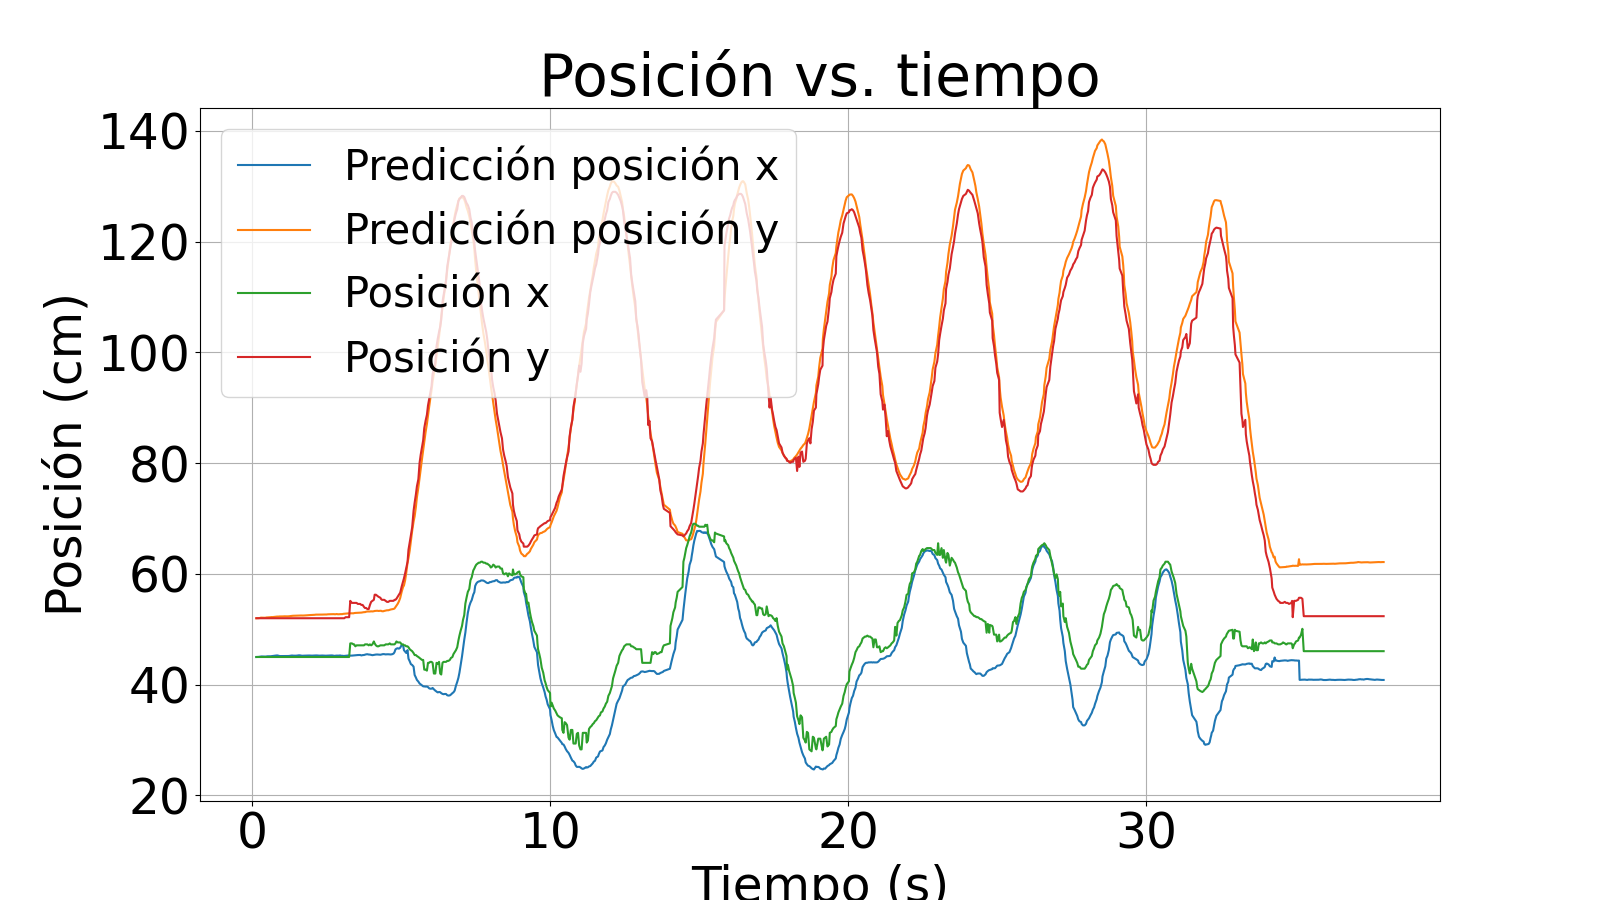 Posición vs. tiempo
Posición (cm)
140
120
100
80
60
40
20
Predicción posición x
Predicción posición y
Posición x
Posición y
0 10 20 30
Tiempo (s)